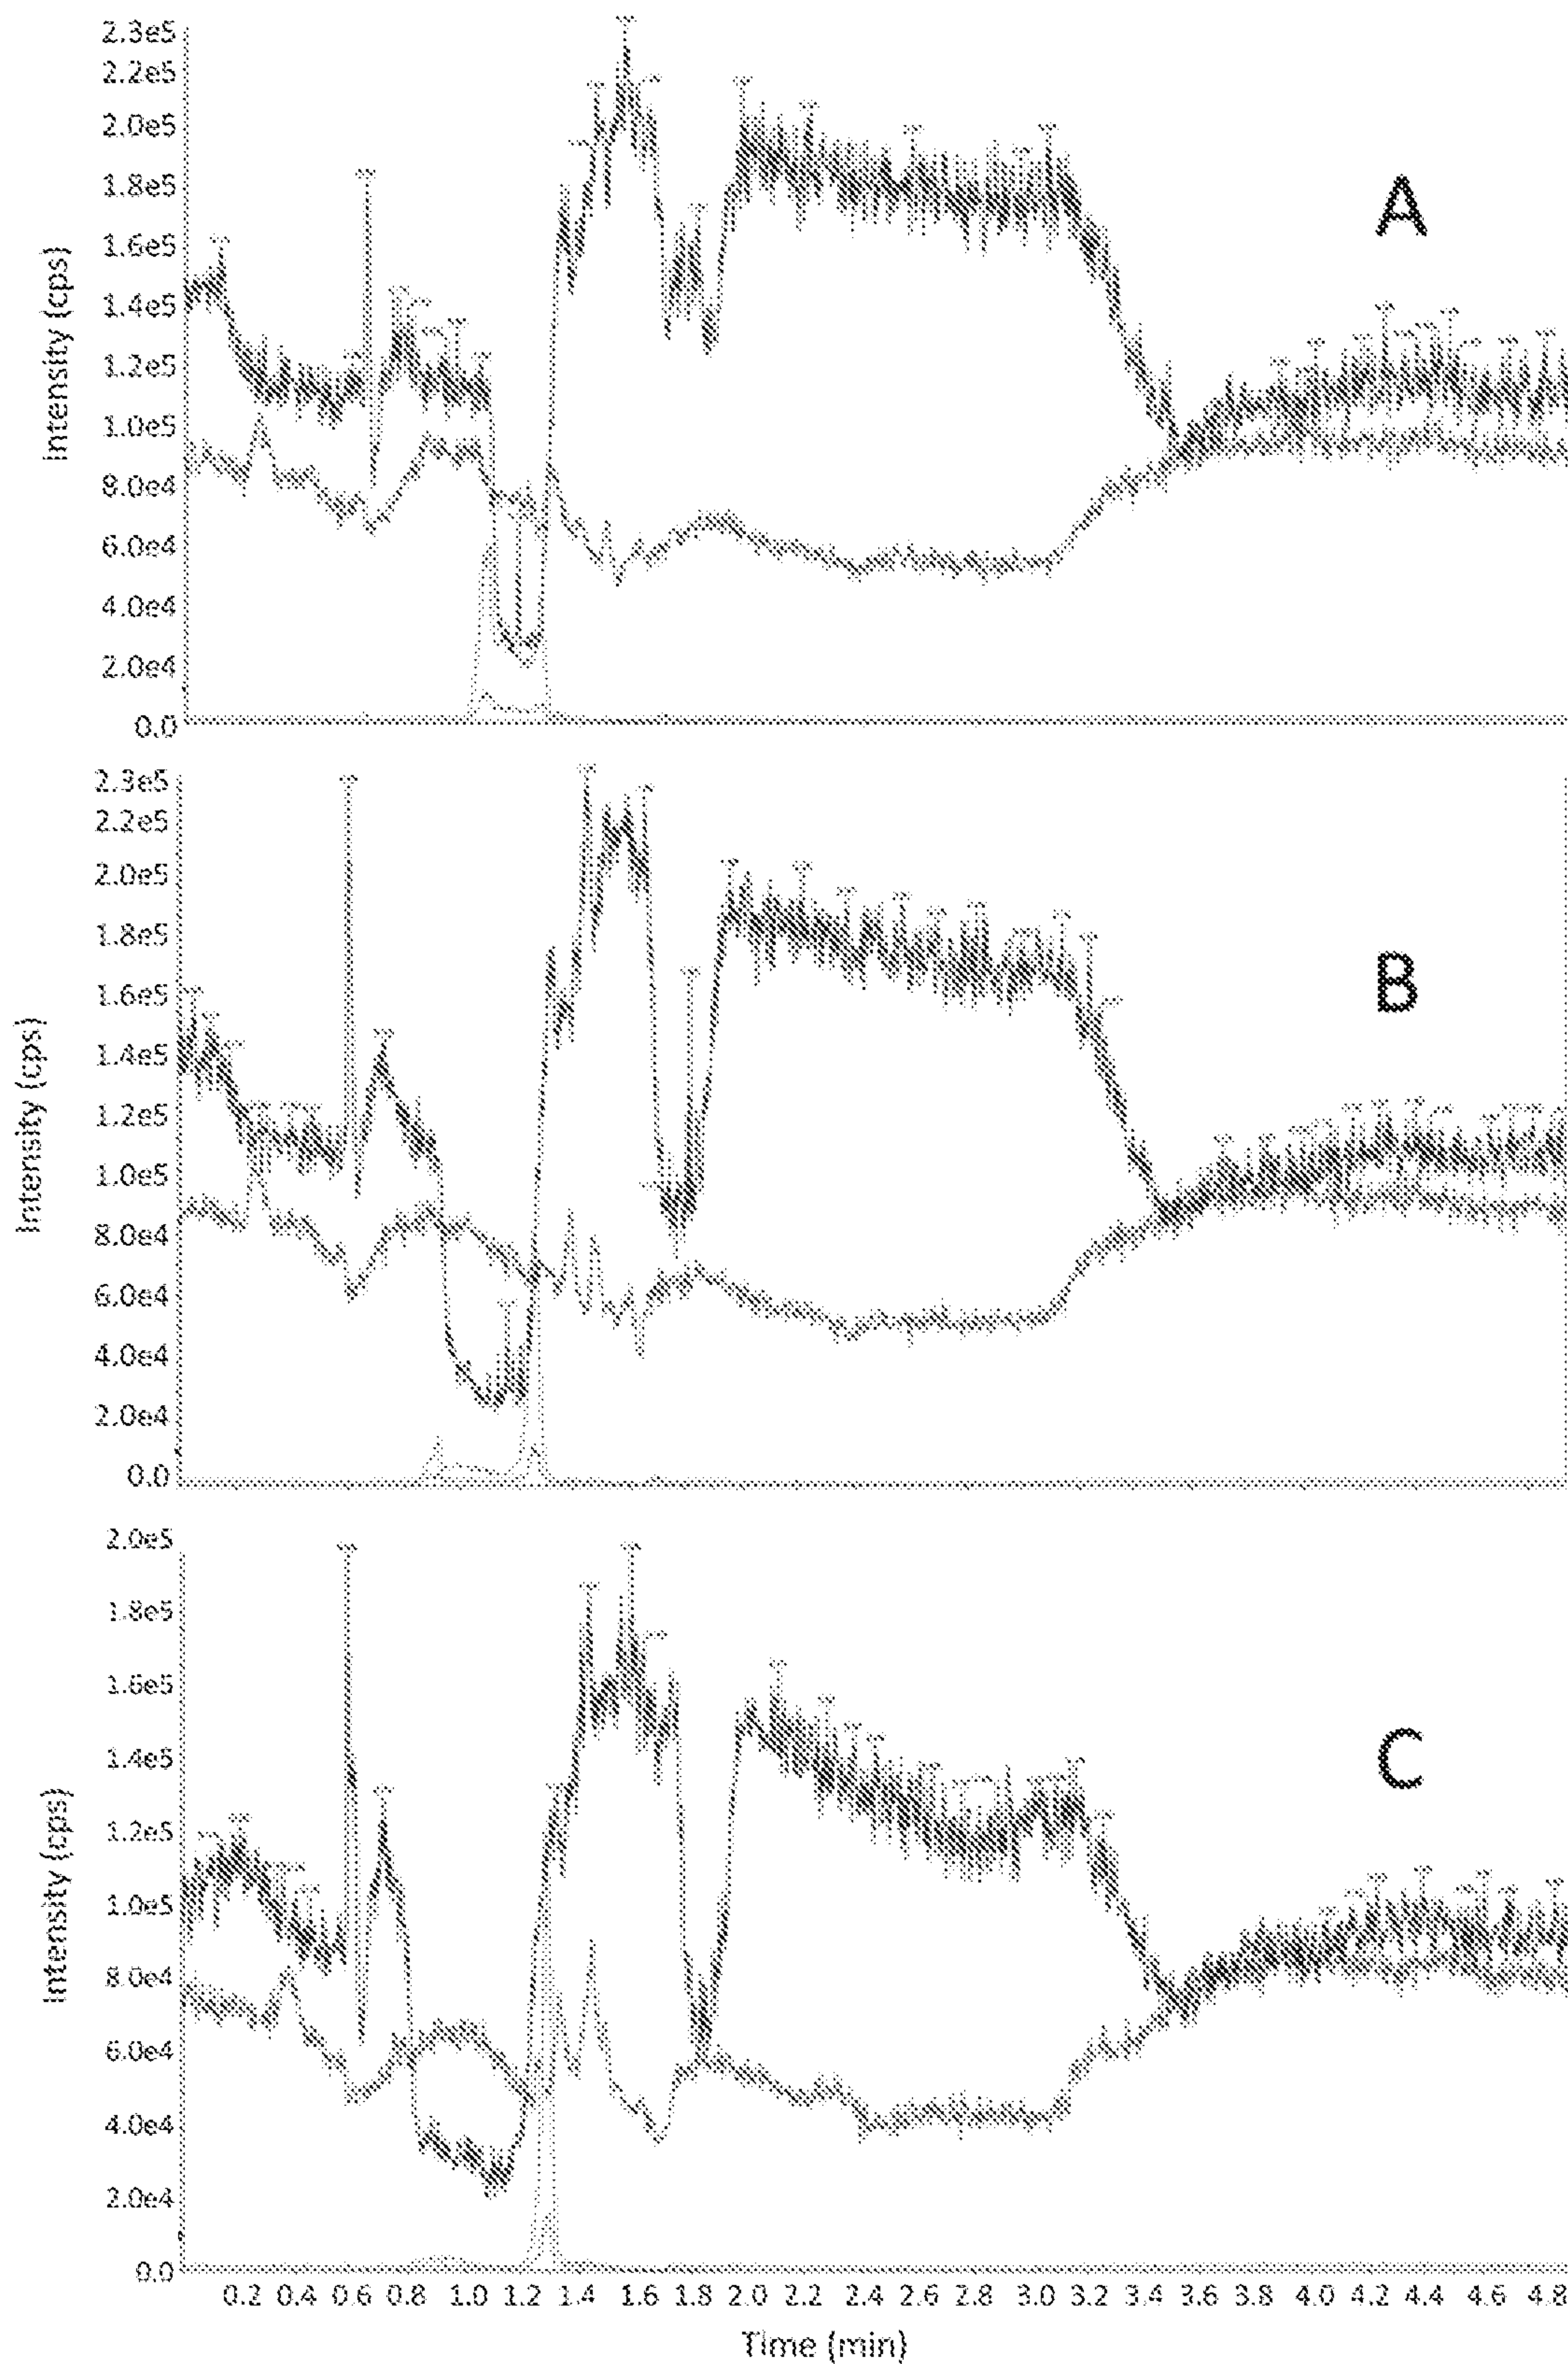 2.3e5
2.2e5
2.0e5
1.8e5
1.6e5
1.4e5
1.2e5
1.0e5
8.0e4
6.0e4
4.0e4
2.0e4
0.0
Intensity (cps)
A
2.3e5
2.2e5
2.0e5
1.8e5
1.6e5
1.4e5
1.2e5
1.0e5
8.0e4
6.0e4
4.0e4
2.0e4
0.0
Intensity (cps)
B
2.0e5
1.8e5
1.6e5
1.4e5
1.2e5
1.0e5
8.0e4
6.0e4
4.0e4
2.0e4
0.0
Intensity (cps)
C
0.2 0.4 0.6 0.8 1.0 1.2 1.4 1.6 1.8 2.0 2.2 2.4 2.6 2.8 3.0 3.2 3.4 3.6 3.8 4.0 4.2 4.4 4.6 4.8
Time (min)